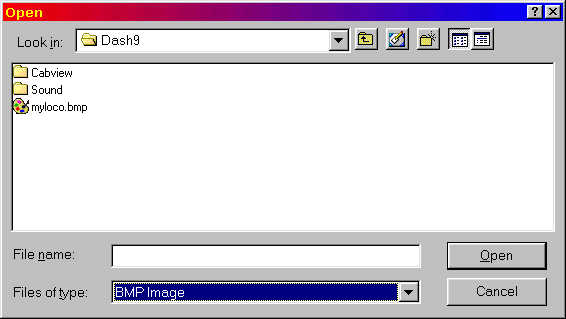 Open
Look in: Dash9
Cabview
Sound
myloco.bmp
File name: Open
Files of type: BMP Image Cancel